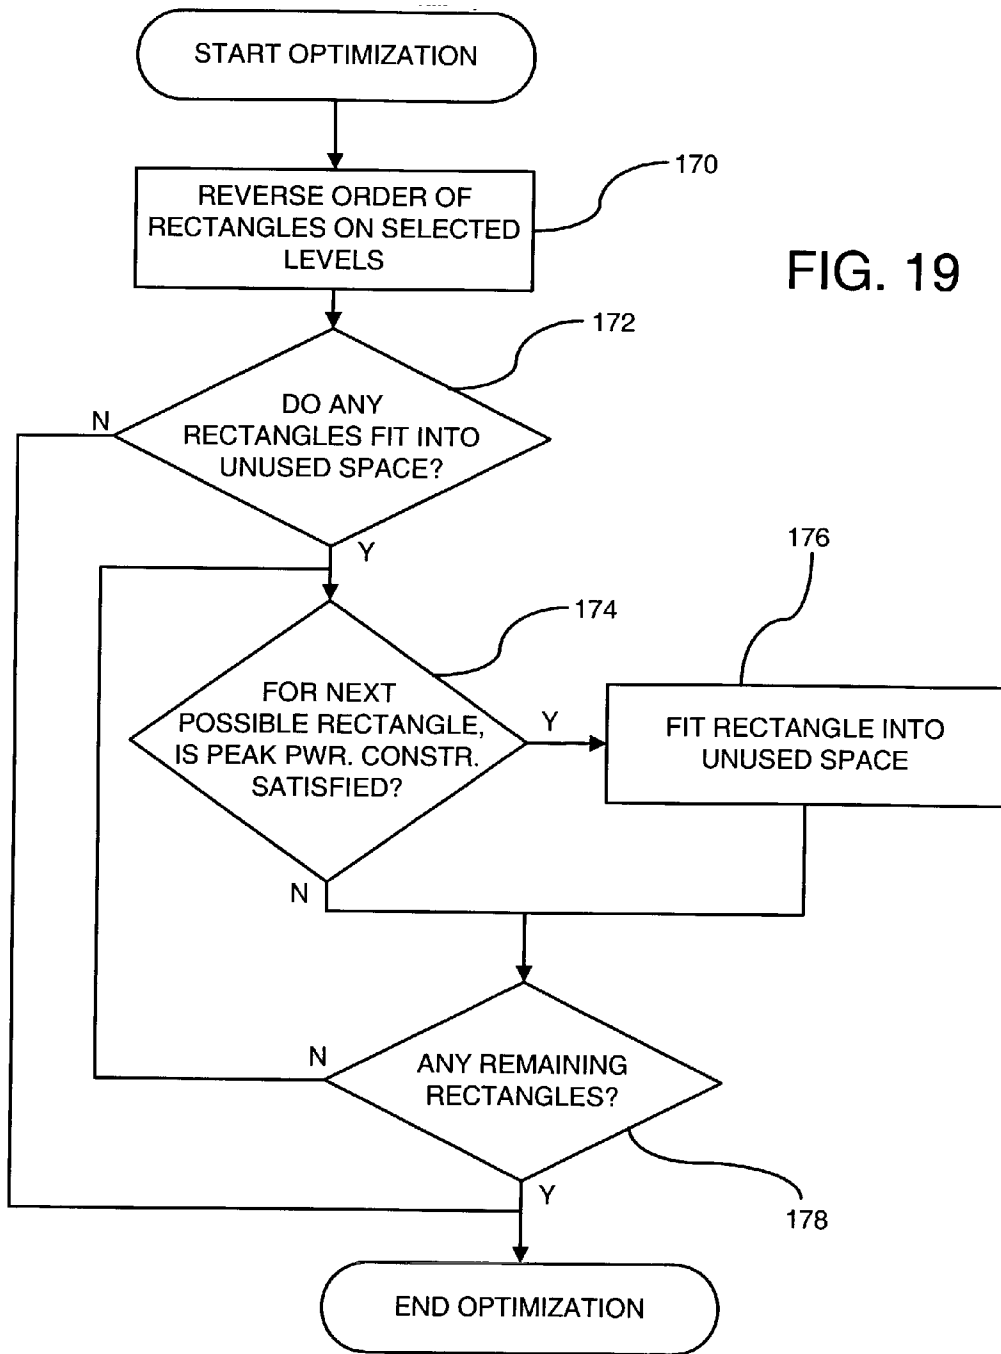 START OPTIMIZATION
170
REVERSE ORDER OF
RECTANGLES ON SELECTED
LEVELS
FIG. 19
172
N
DO ANY
RECTANGLES FIT INTO
UNUSED SPACE?
Y
176
174
FOR NEXT
POSSIBLE RECTANGLE,
IS PEAK PWR. CONSTR.
SATISFIED?
Y
FIT RECTANGLE INTO
UNUSED SPACE
N
N
ANY REMAINING
RECTANGLES?
Y
178
END OPTIMIZATION